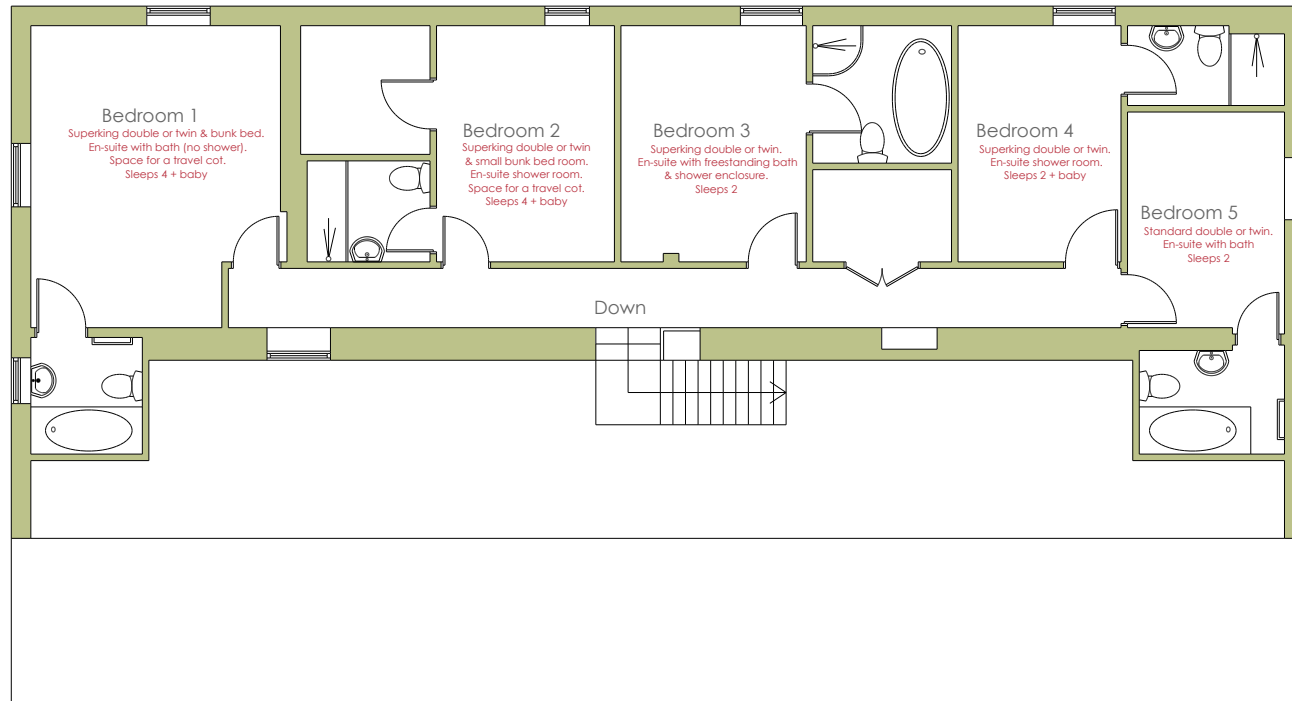 Bedroom 1
Superking double or twin & bunk bed.
En-suite with bath (no shower).
Space for a travel cot.
Sleeps 4 + baby
Bedroom 2
Superking double or twin
& small bunk bed room.
En-suite shower room.
Space for a travel cot.
Sleeps 4 + baby
Bedroom 3
Superking double or twin.
En-suite with freestanding bath
& shower enclosure.
Sleeps 2
Bedroom 4
Superking double or twin.
En-suite shower room.
Sleeps 2 + baby
Bedroom 5
Standard double or twin.
En-suite with bath
Sleeps 2
Down